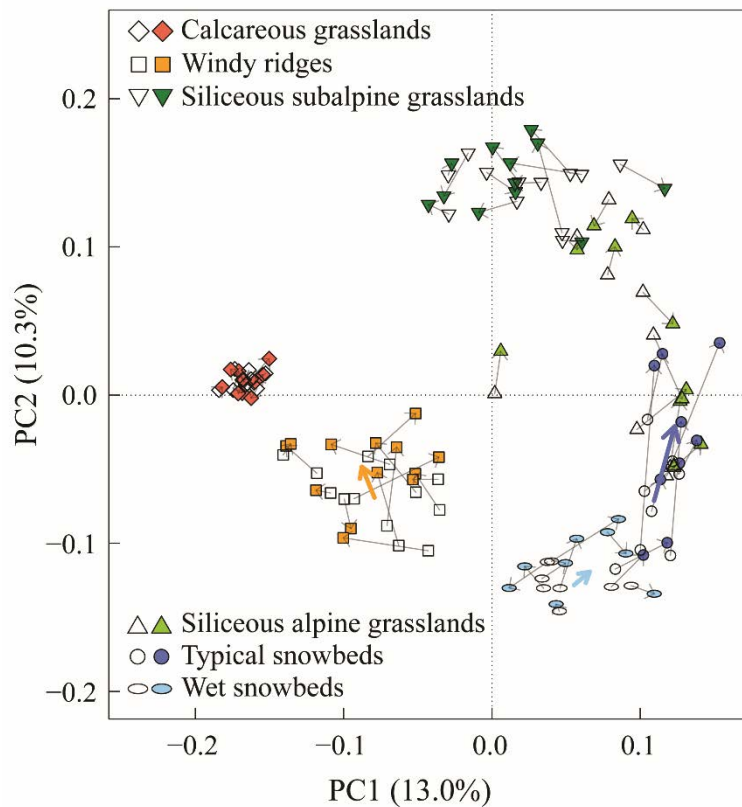 Calcareous grasslands
Windy ridges
Siliceous subalpine grasslands
0.2
0.1
0.0
−0.1
−0.2
PC2 (10.3%)
Siliceous alpine grasslands
Typical snowbeds
Wet snowbeds
−0.2
−0.1
0.0
0.1
PC1 (13.0%)